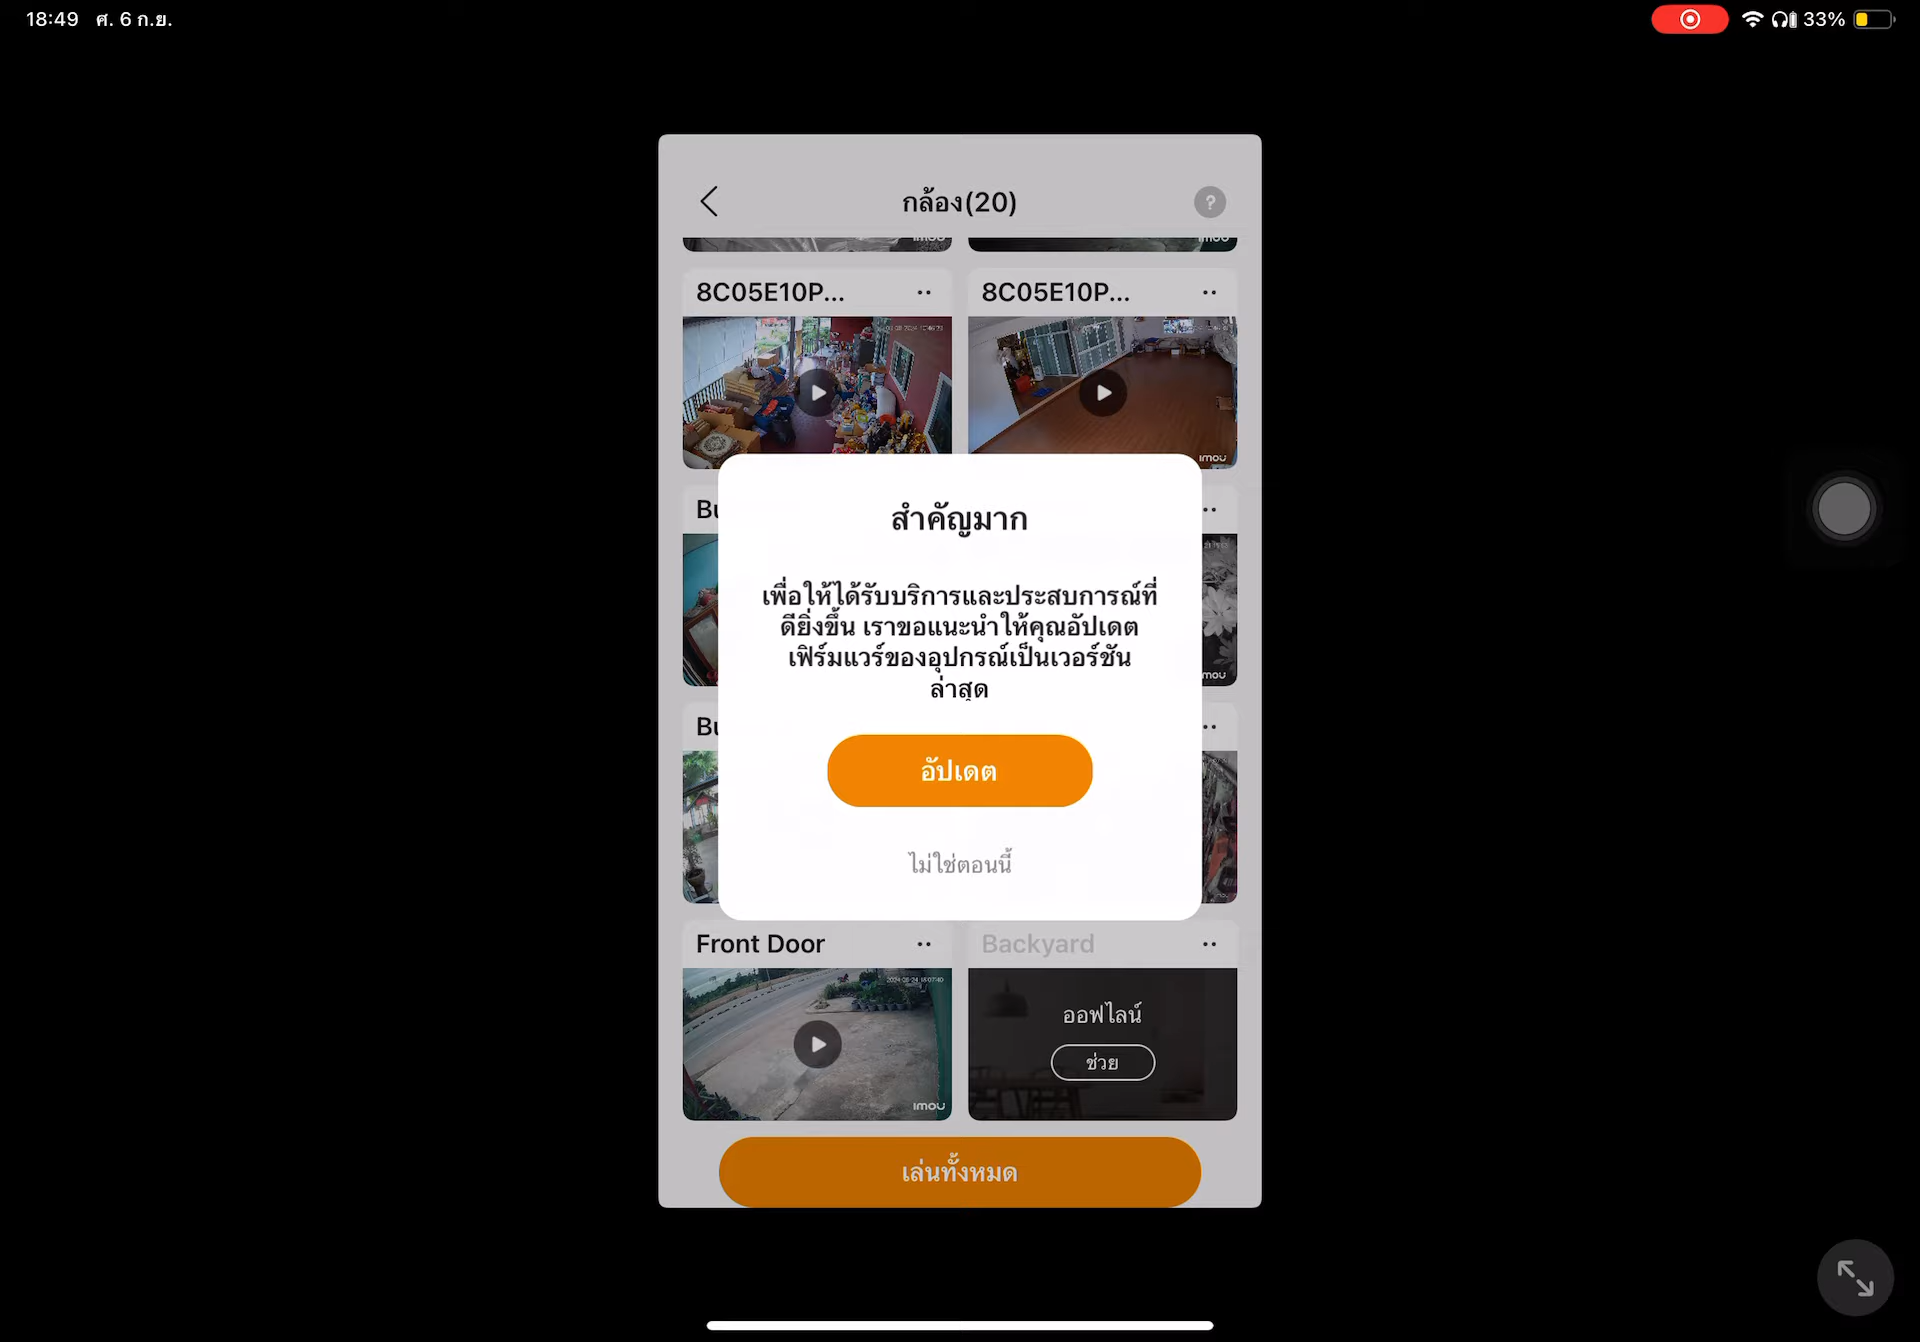 18:49 ศ. 6 ก.ย.
33%
กล้อง(20)
?
imou imou
8C05E10P... 8C05E10P...
imou
Bu
imou
Bu
สำคัญมาก
เพื่อให้ได้รับบริการและประสบการณ์ที่
ดียิ่งขึ้น เราขอแนะนำให้คุณอัปเดต
เฟิร์มแวร์ของอุปกรณ์เป็นเวอร์ชัน
ล่าสุด
อัปเดต
ไม่ใช่ตอนนี้
Front Door Backyard
ออฟไลน์
ช่วย
imou
เล่นทั้งหมด